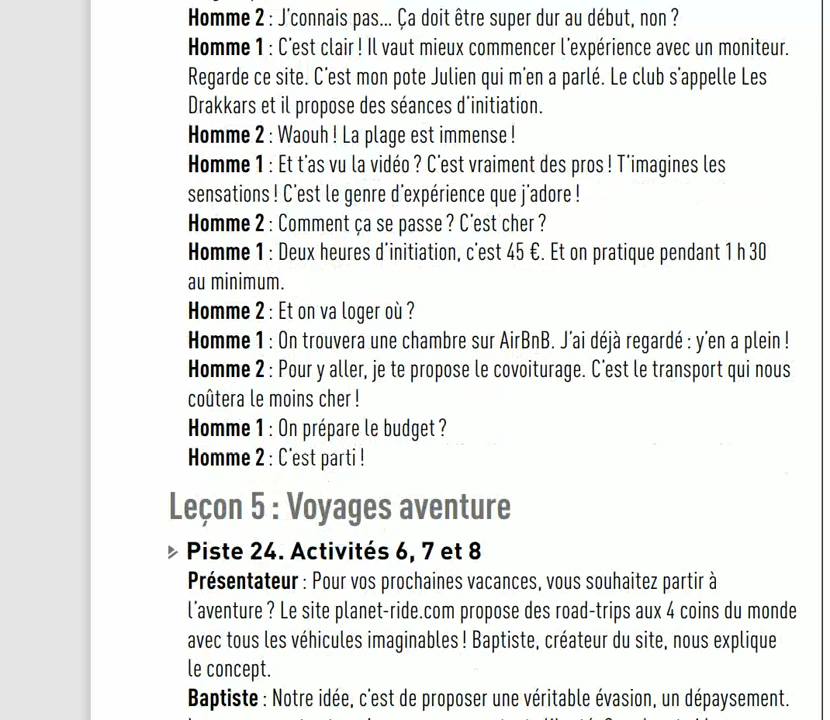 Homme 2 : J'connais pas... Ça doit être super dur au début, non ?
Homme 1 : C'est clair ! Il vaut mieux commencer l'expérience avec un moniteur.
Regarde ce site. C'est mon pote Julien qui m'en a parlé. Le club s'appelle Les
Drakkars et il propose des séances d'initiation.
Homme 2 : Waouh ! La plage est immense !
Homme 1 : Et t'as vu la vidéo ? C'est vraiment des pros ! T'imagines les
sensations ! C'est le genre d'expérience que j'adore !
Homme 2 : Comment ça se passe ? C'est cher ?
Homme 1 : Deux heures d'initiation, c'est 45 €. Et on pratique pendant 1 h 30
au minimum.
Homme 2 : Et on va loger où ?
Homme 1 : On trouvera une chambre sur AirBnB. J'ai déjà regardé : y'en a plein !
Homme 2 : Pour y aller, je te propose le covoiturage. C'est le transport qui nous
coûtera le moins cher !
Homme 1 : On prépare le budget ?
Homme 2 : C'est parti !
Leçon 5 : Voyages aventure
Piste 24. Activités 6, 7 et 8
Présentateur : Pour vos prochaines vacances, vous souhaitez partir à
l'aventure ? Le site planet-ride.com propose des road-trips aux 4 coins du monde
avec tous les véhicules imaginables ! Baptiste, créateur du site, nous explique
le concept.
Baptiste : Notre idée, c'est de proposer une véritable évasion, un dépaysement.